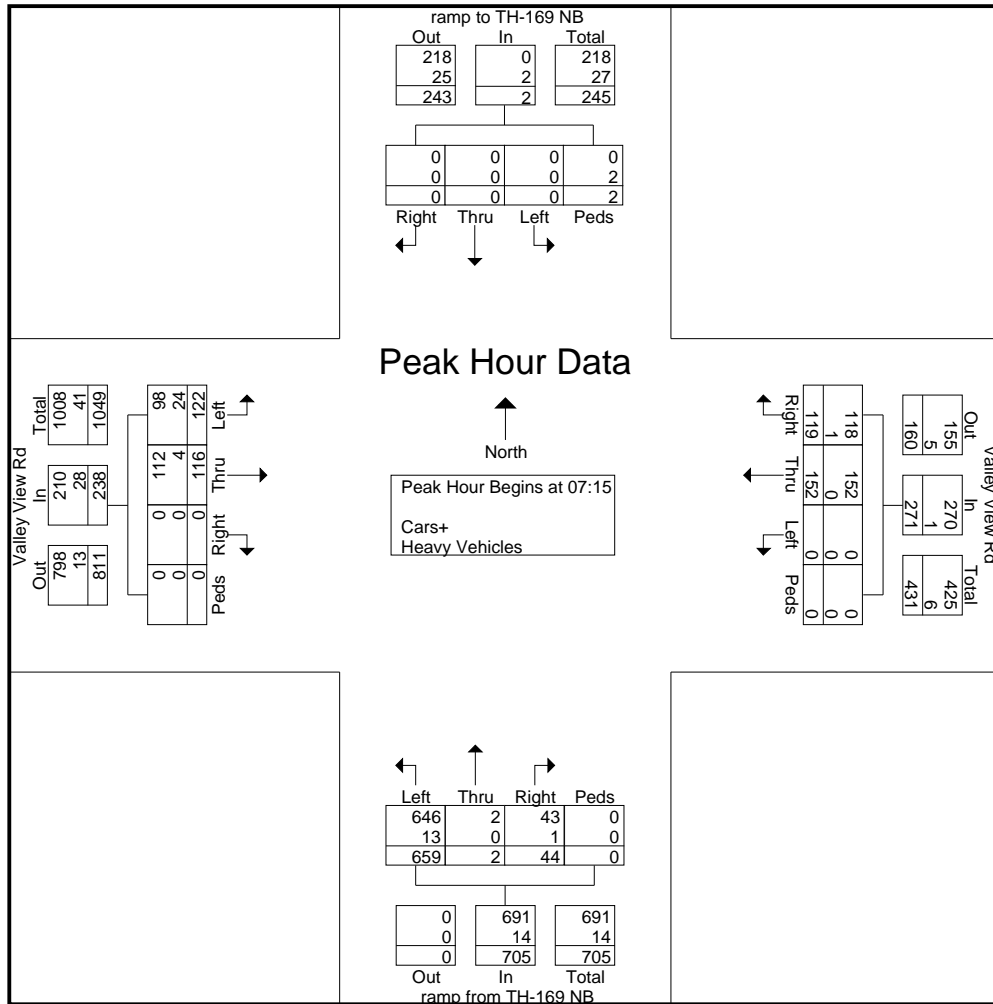 ramp to TH-169 NB
Out In Total
218 0 218
25 2 27
243 2 245
0 0 0 0
0 0 0 2
0 0 0 2
Right Thru Left Peds
Peak Hour Data
North
Peak Hour Begins at 07:15
Cars+
Heavy Vehicles
Valley View Rd
Out In Total
798 210 1008
13 28 41
811 238 1049
0 0 112 98
0 0 4 24
0 0 116 122
Peds Right Thru Left
Valley View Rd
Out In Total
155 270 425
5 1 6
160 271 431
118 152 0 0
1 0 0 0
119 152 0 0
Right Thru Left Peds
Left Thru Right Peds
646 2 43 0
13 0 1 0
659 2 44 0
0 691 691
0 14 14
0 705 705
Out In Total
ramp from TH-169 NB